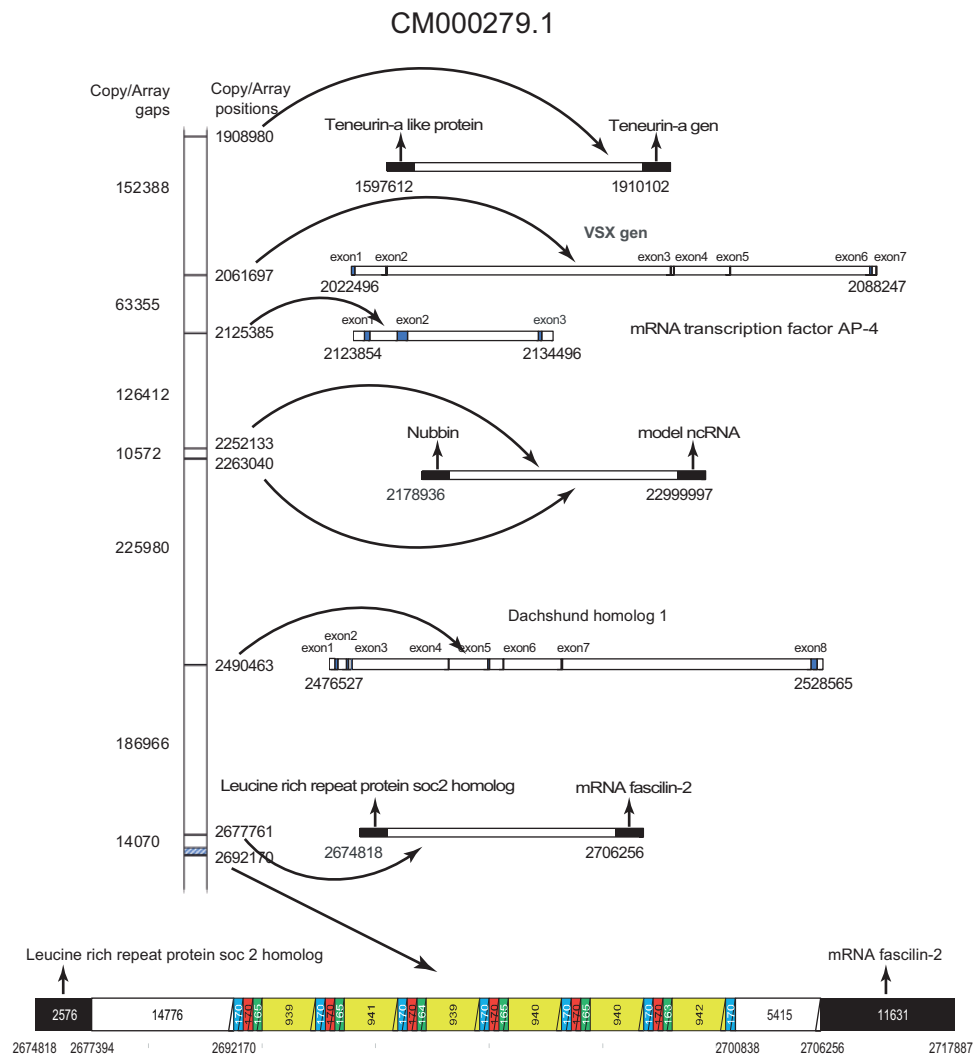 CM000279.1
Copy/Array
gaps
Copy/Array
positions
1908980
Teneurin-a like protein
Teneurin-a gen
1597612
1910102
152388
VSX gen
exon1 exon2 exon3 exon4 exon5 exon6 exon7
2061697
2022496
2088247
63355
2125385
exon1 exon2 exon3
mRNA transcription factor AP-4
2123854
2134496
126412
2252133
Nubbin
model ncRNA
10572
2263040
2178936
22999997
225980
Dachshund homolog 1
exon2
exon1 exon3 exon4 exon5 exon6 exon7 exon8
2490463
2476527
2528565
186966
Leucine rich repeat protein soc2 homolog
mRNA fascilin-2
14070
2677761
2692170
2674818
2706256
Leucine rich repeat protein soc 2 homolog
mRNA fascilin-2
2576 14776 170 170 165 939 170 170 165 941 170 170 164 939 170 170 165 940 170 170 165 940 170 170 163 942 170 5415 11631
2674818 2677394 2692170 2700838 2706256 2717887